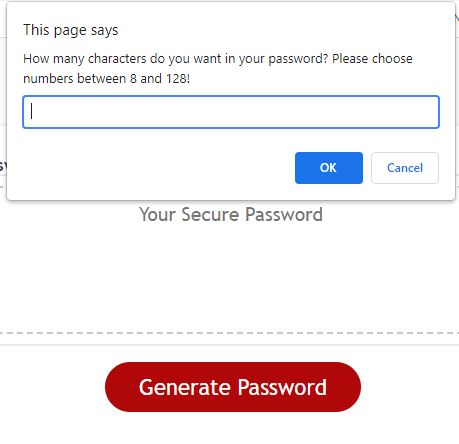 This page says
How many characters do you want in your password? Please choose
numbers between 8 and 128!
OK
Cancel
Your Secure Password
Generate Password